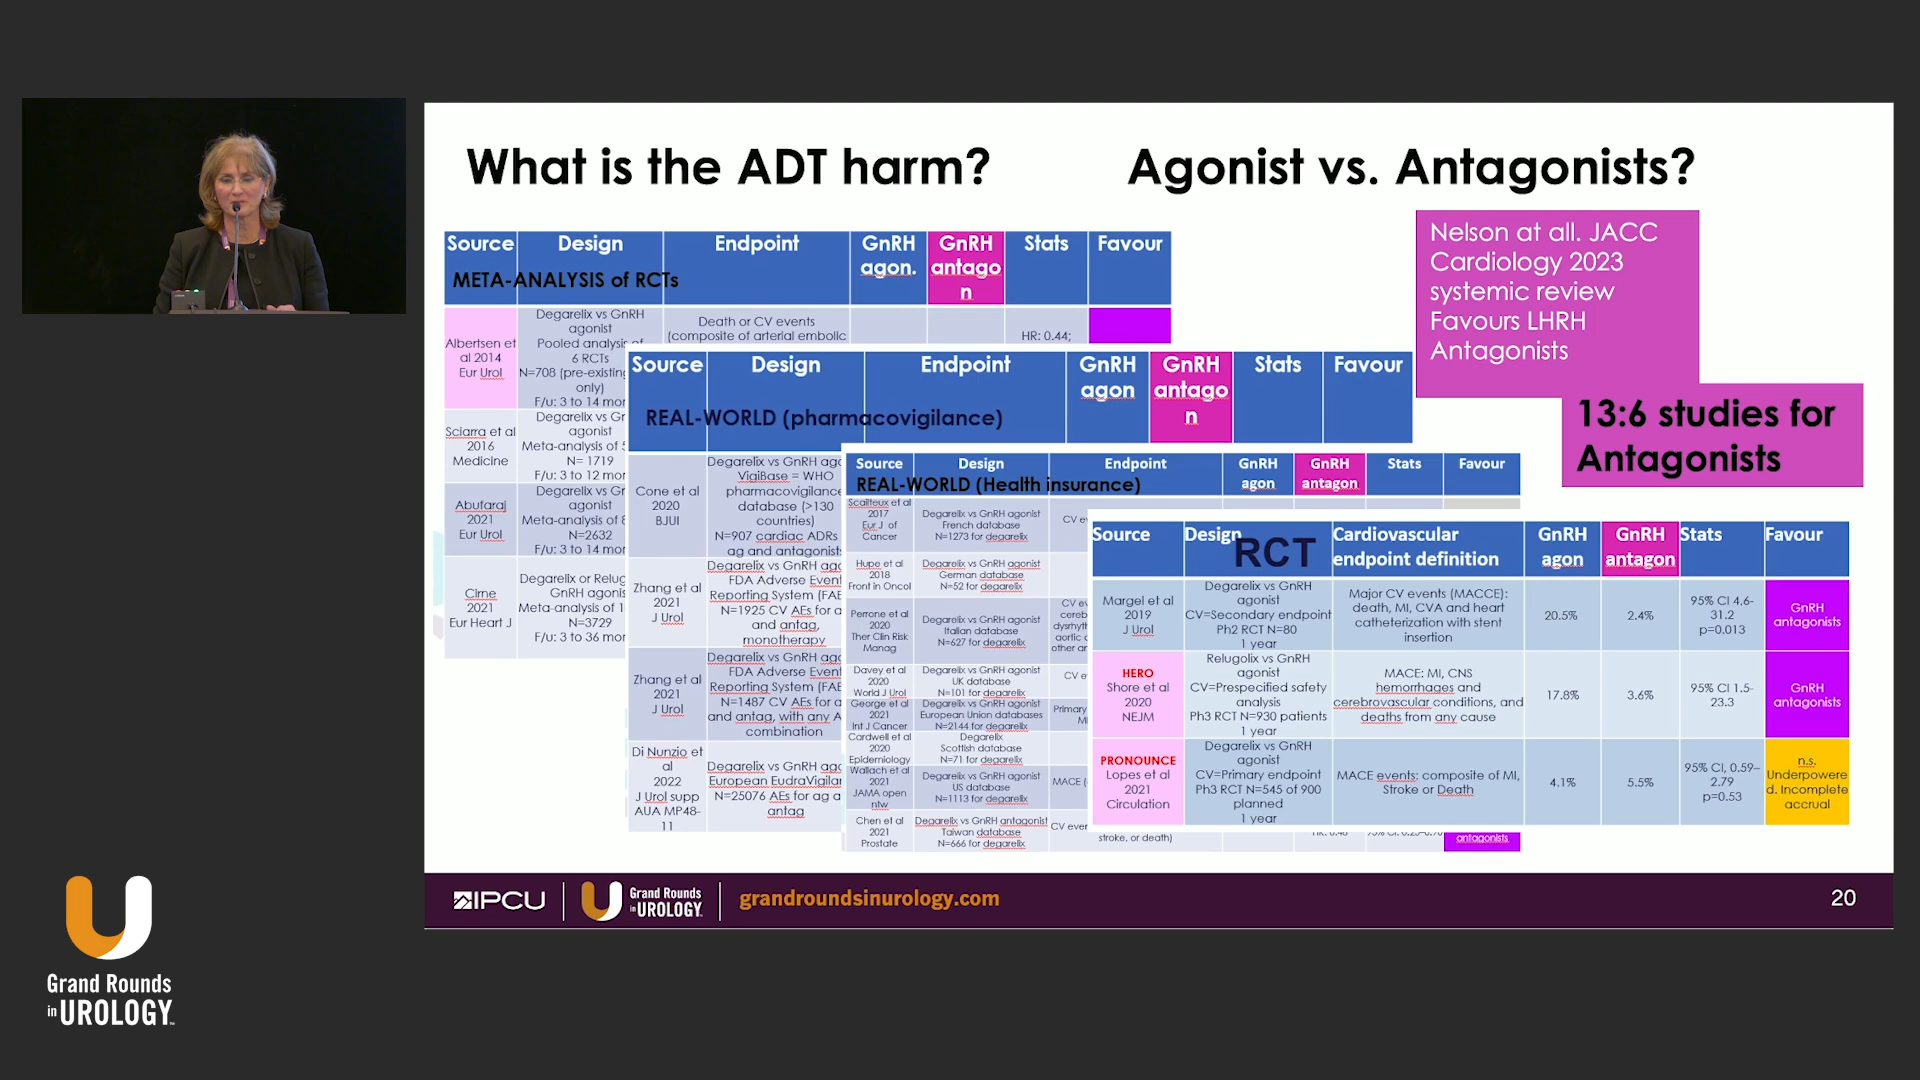 What is the ADT harm?
Agonist vs. Antagonists?
Nelson at all. JACC
Cardiology 2023
systemic review
Favours LHRH
Antagonists
13:6 studies for
Antagonists
Source Design Endpoint GnRH GnRH Stats Favour
agon. antago
n
META-ANALYSIS of RCTs
Albertsen et
al 2014
Eur Urol
Degarelix vs GnRH
agonist
Pooled analysis of
6 RCTs
N=708 (pre-existing
only)
F/u: 3 to 14 mor
Death or CV events
(composite of arterial embolic
HR: 0.44;
Sciarra et al
2016
Medicine
Degarelix vs Gr
agonist
Meta-analysis of 5
N= 1719
F/u: 3 to 12 mor
Abufaraj
2021
Eur Urol
Degarelix vs Gr
agonist
Meta-analysis of 8
N=2632
F/u: 3 to 14 mor
Cirne
2021
Eur Heart J
Degarelix or Relug
GnRH agonis
Meta-analysis of 1
N=3729
F/u: 3 to 36 mor
Source Design Endpoint GnRH GnRH Stats Favour
agon antago
n
REAL-WORLD (pharmacovigilance)
Cone et al
2020
BJUI
Degarelix vs GnRH ago
VigiBase = WHO
pharmacovigilance
database (>130
countries)
N=907 cardiac ADRs
ag and antagonists
Zhang et al
2021
J Urol
Degarelix vs GnRH ago
FDA Adverse Event
Reporting System (FAE
N=1925 CV AEs for a
and antag,
monotherapy
Zhang et al
2021
J Urol
Degarelix vs GnRH ago
FDA Adverse Event
Reporting System (FAE
N=1487 CV AEs for a
and antag, with any A
combination
Di Nunzio et
al
2022
J Urol supp
AUA MP48-
11
Degarelix vs GnRH ago
European EudraVigilar
N=25076 AEs for ag a
antag
Source Design Endpoint GnRH GnRH Stats Favour
agon antagon
REAL-WORLD (Health insurance)
Scailteux et al
2017
Eur J of
Cancer
Degarelix vs GnRH agonist
French database
N=1273 for degarelix
CV e
Hupe et al
2018
Front in Oncol
Degarelix vs GnRH agonist
German database
N=52 for degarelix
Perrone et al
2020
Ther Clin Risk
Manag
Degarelix vs GnRH agonist
Italian database
N=627 for degarelix
CV ev
cereb
dysrhyt
aortic c
other ar
Davey et al
2020
World J Urol
Degarelix vs GnRH agonist
UK database
N=101 for degarelix
CV e
George et al
2021
Int J Cancer
Degarelix vs GnRH agonist
European Union databases
N=2144 for degarelix
Primary
MI
Cardwell et al
2020
Epidemiology
Degarelix
Scottish database
N=71 for degarelix
Wallach et al
2021
JAMA open
ntw
Degarelix vs GnRH agonist
US database
N=1113 for degarelix
MACE (
Chen et al
2021
Prostate
Degarelix vs GnRH antagonist
Taiwan database
N=666 for degarelix
CV ever
stroke, or death)
antagonists
Source Design Cardiovascular GnRH GnRH Stats Favour
endpoint definition agon antagon
RCT
Margel et al
2019
J Urol
Degarelix vs GnRH
agonist
CV=Secondary endpoint
Ph2 RCT N=80
1 year
Major CV events (MACCE):
death, MI, CVA and heart
catheterization with stent
insertion
20.5%
2.4%
95% CI 4.6-
31.2
p=0.013
GnRH
antagonists
HERO
Shore et al
2020
NEJM
Relugolix vs GnRH
agonist
CV=Prespecified safety
analysis
Ph3 RCT N=930 patients
1 year
MACE: MI, CNS
hemorrhages and
cerebrovascular conditions, and
deaths from any cause
17.8%
3.6%
95% CI 1.5-
23.3
GnRH
antagonists
PRONOUNCE
Lopes et al
2021
Circulation
Degarelix vs GnRH
agonist
CV=Primary endpoint
Ph3 RCT N=545 of 900
planned
1 year
MACE events: composite of MI,
Stroke or Death
4.1%
5.5%
95% CI, 0.59–
2.79
p=0.53
n.s.
Underpowere
d. Incomplete
accrual
IPCU
Grand Rounds
in UROLOGY
grandroundsinurology.com
20
Grand Rounds
in UROLOGY